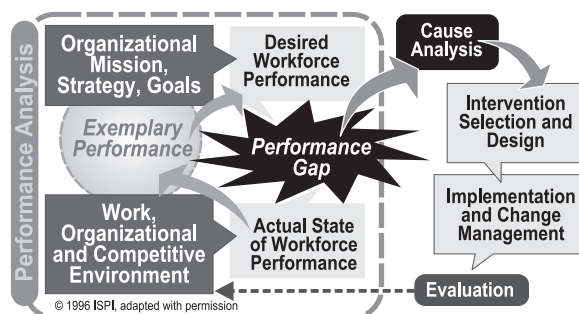 Performance Analysis
Organizational
Mission,
Strategy, Goals
Desired
Workforce
Performance
Exemplary
Performance
Performance
Gap
Work,
Organizational
and Competitive
Environment
Actual State
of Workforce
Performance
© 1996 ISPI, adapted with permission
Cause
Analysis
Intervention
Selection and
Design
Implementation
and Change
Management
Evaluation